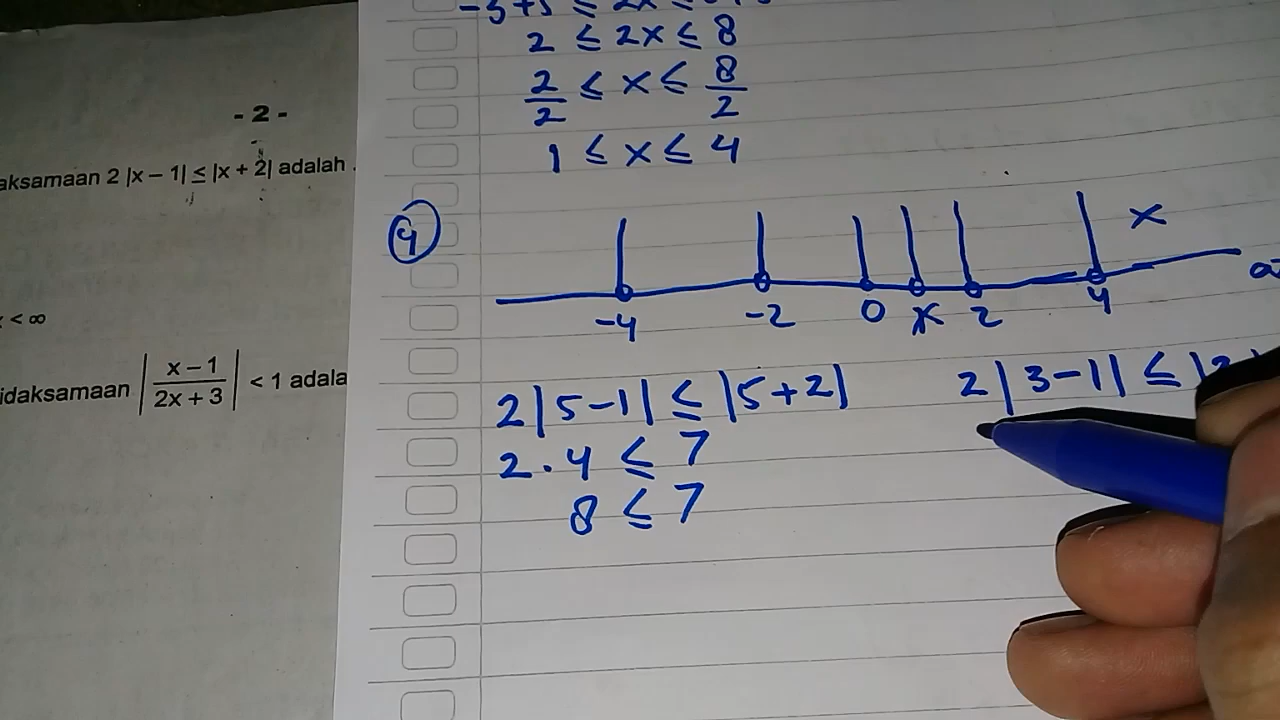 - 2 -
aksamaan 2 |x – 1| ≤ |x + 2| adalah .
< ∞
idaksamaan | (x – 1)/(2x + 3) | < 1 adala
2 ≤ 2x ≤ 8
2/2 ≤ x ≤ 8/2
1 ≤ x ≤ 4
4
x
-4 -2 0 2 4
2|5-1| ≤ |5+2| 2|3-1| ≤
2 · 4 ≤ 7
8 ≤ 7